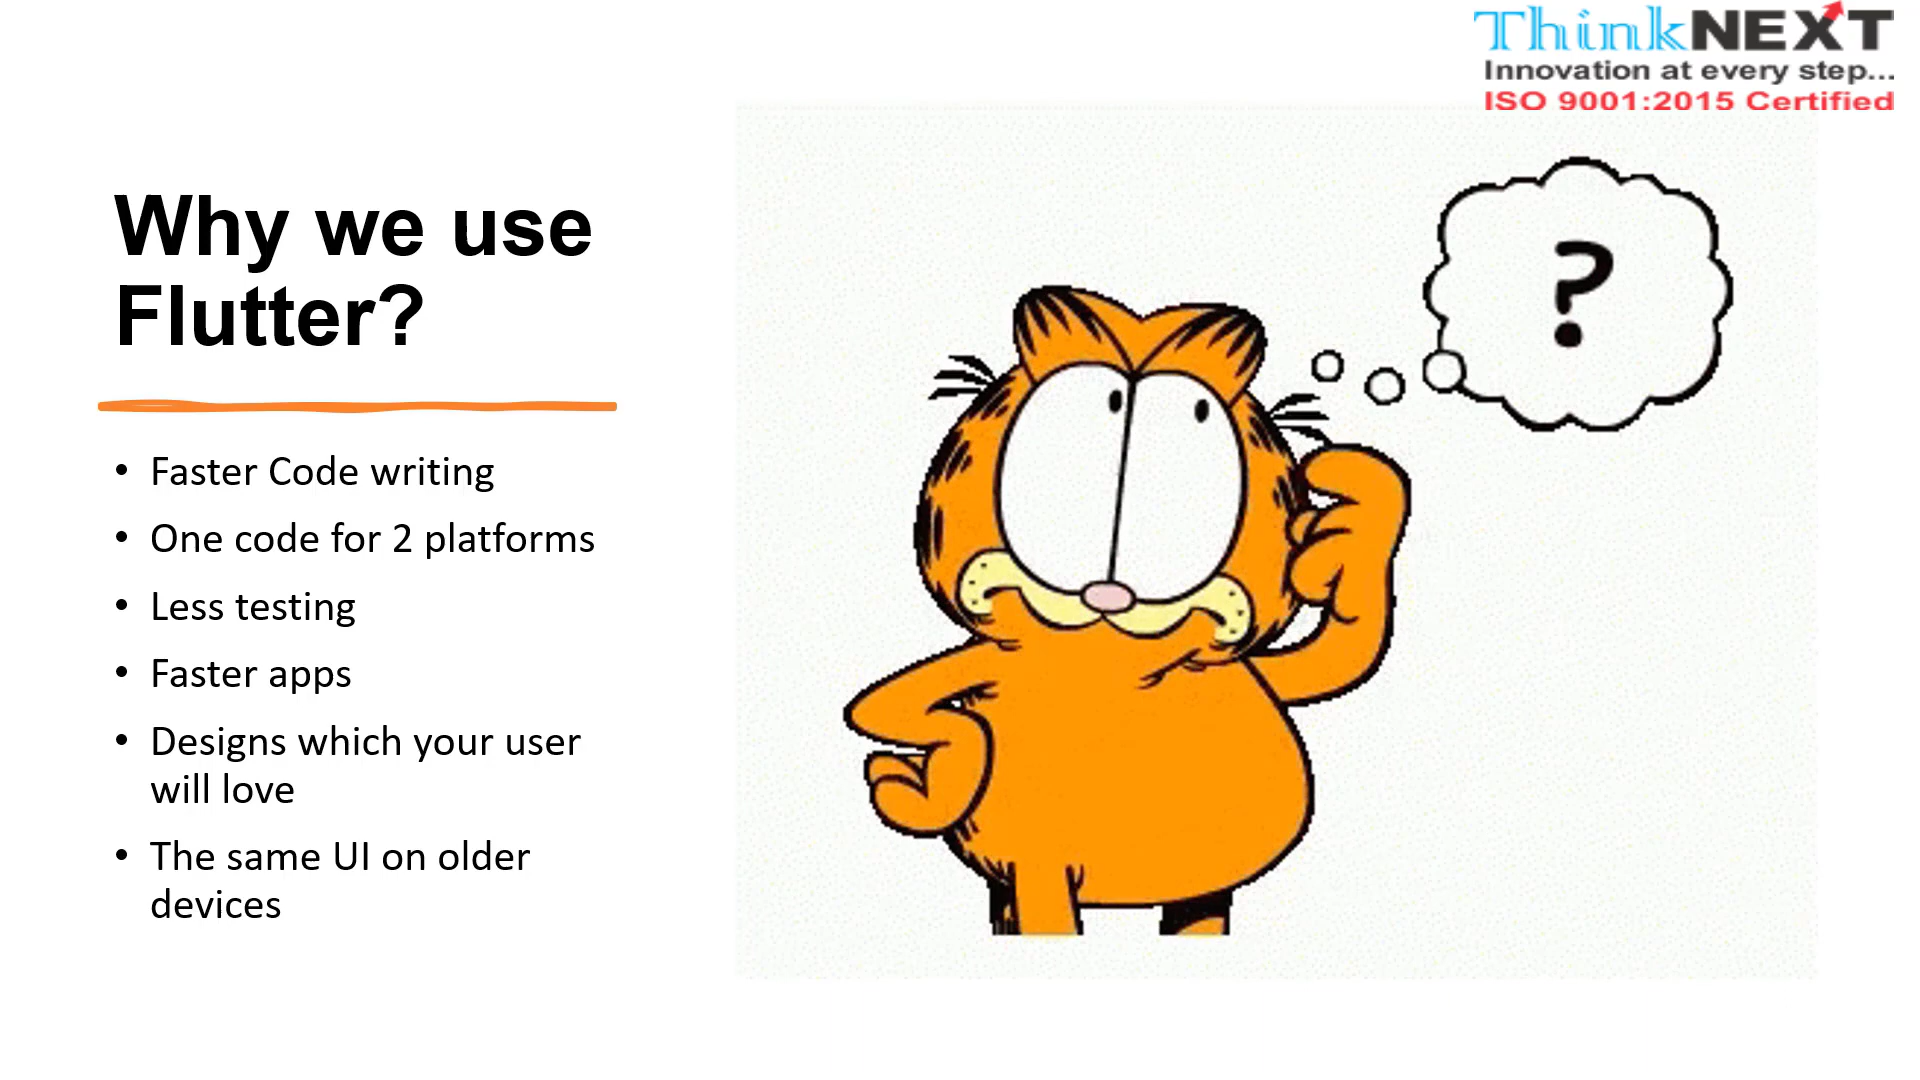 ThinkNEXT
Innovation at every step...
ISO 9001:2015 Certified
Why we use
Flutter?
• Faster Code writing
• One code for 2 platforms
• Less testing
• Faster apps
• Designs which your user
will love
• The same UI on older
devices
?